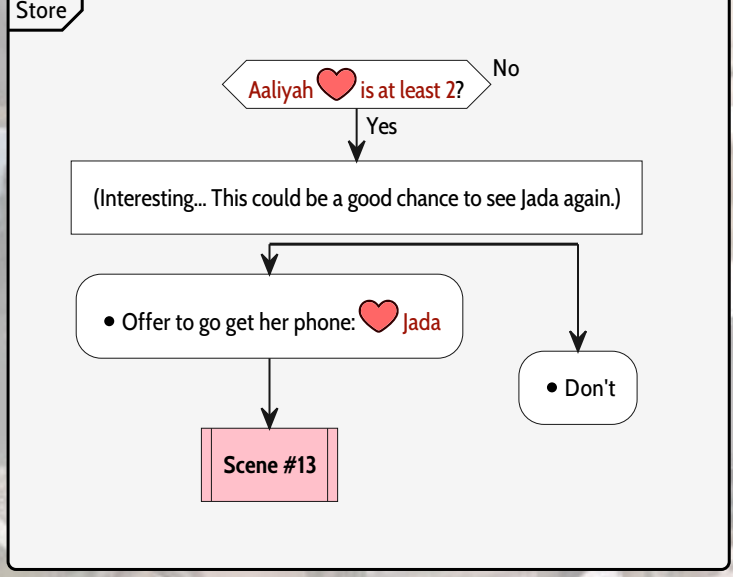 Store
Aaliyah is at least 2?
No
Yes
(Interesting... This could be a good chance to see Jada again.)
• Offer to go get her phone: Jada
• Don't
Scene #13